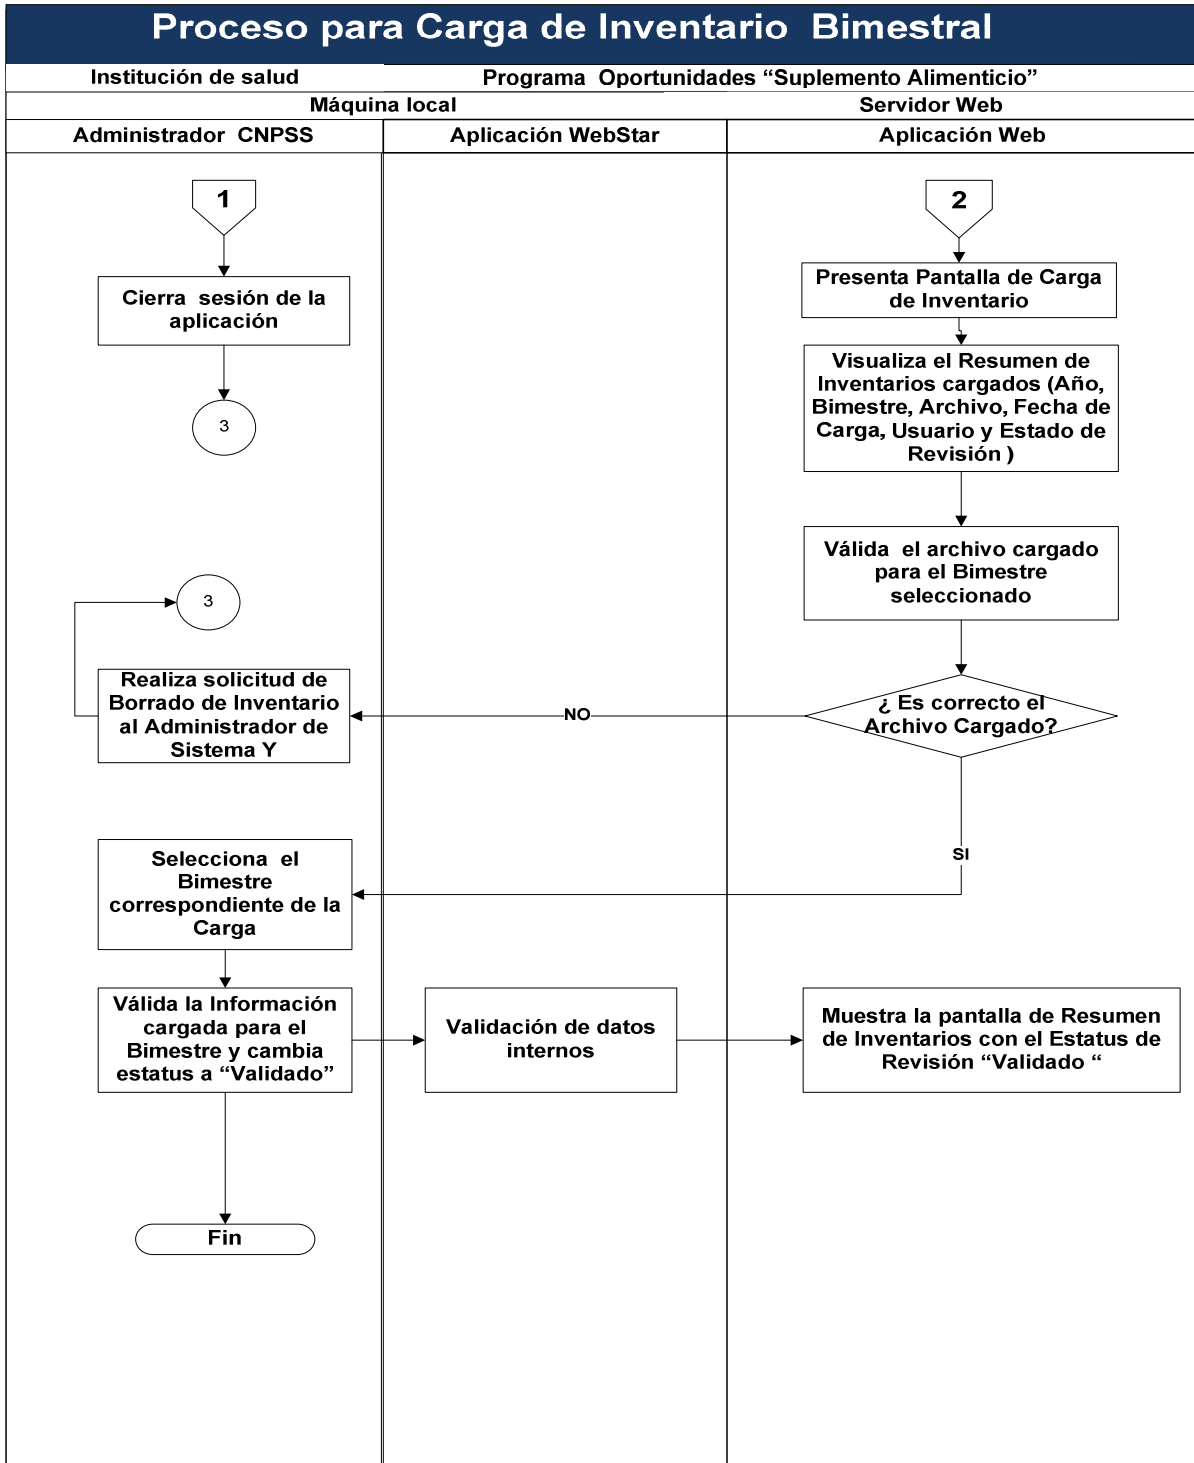 Proceso para Carga de Inventario Bimestral
Institución de salud
Programa Oportunidades “Suplemento Alimenticio”
Máquina local
Servidor Web
Administrador CNPSS
Aplicación WebStar
Aplicación Web
1
Cierra sesión de la
aplicación
3
2
Presenta Pantalla de Carga
de Inventario
Visualiza el Resumen de
Inventarios cargados (Año,
Bimestre, Archivo, Fecha de
Carga, Usuario y Estado de
Revisión )
Válida el archivo cargado
para el Bimestre
seleccionado
¿ Es correcto el
Archivo Cargado?
NO
3
Realiza solicitud de
Borrado de Inventario
al Administrador de
Sistema Y
SI
Selecciona el
Bimestre
correspondiente de la
Carga
Válida la Información
cargada para el
Bimestre y cambia
estatus a “Validado”
Validación de datos
internos
Muestra la pantalla de Resumen
de Inventarios con el Estatus de
Revisión “Validado “
Fin